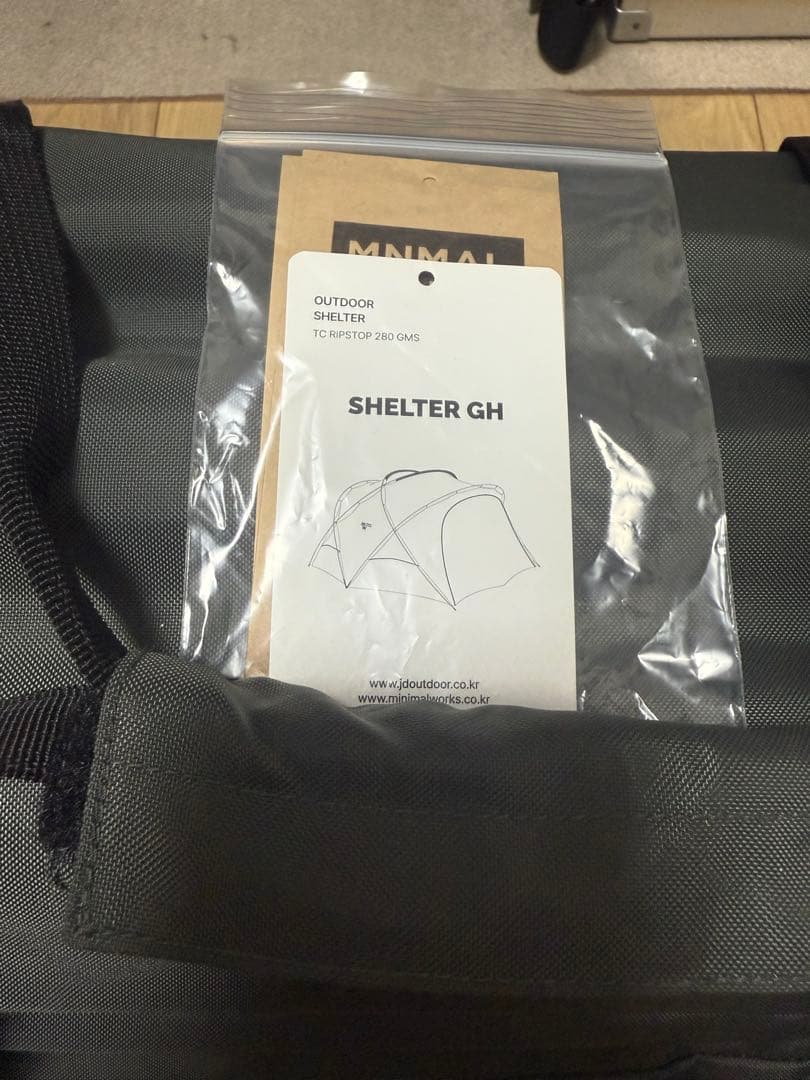 MNMAL
OUTDOOR
SHELTER
TC RIPSTOP 280 GMS
SHELTER GH
www.jdoutdoor.co.kr
www.minimalworks.co.kr